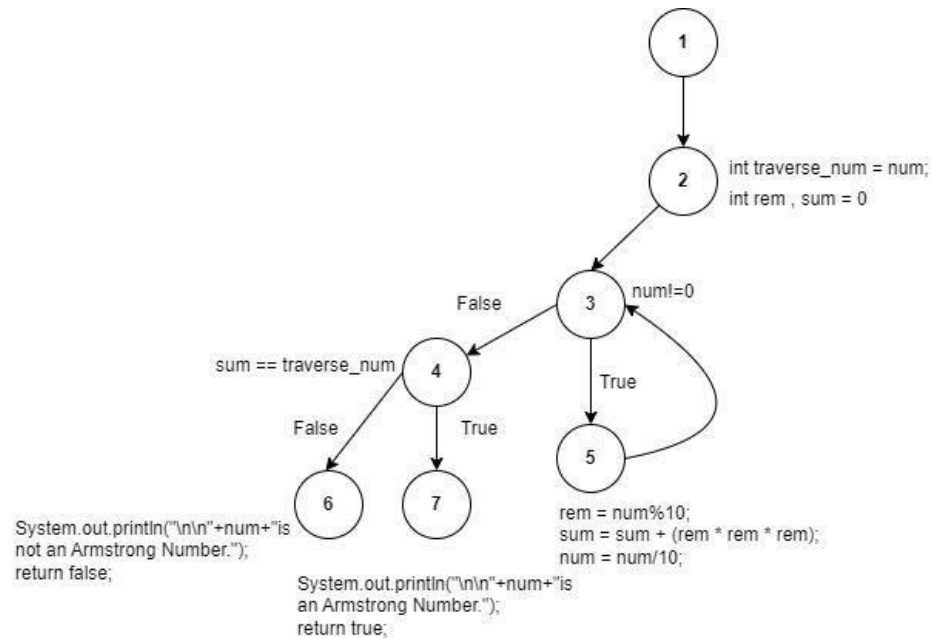 1
2
int traverse_num = num;
int rem , sum = 0
3
num!=0
False
sum == traverse_num
4
True
False
True
5
6
7
System.out.println("\n\n"+num+"is
not an Armstrong Number.");
return false;
rem = num%10;
sum = sum + (rem * rem * rem);
num = num/10;
System.out.println("\n\n"+num+"is
an Armstrong Number.");
return true;